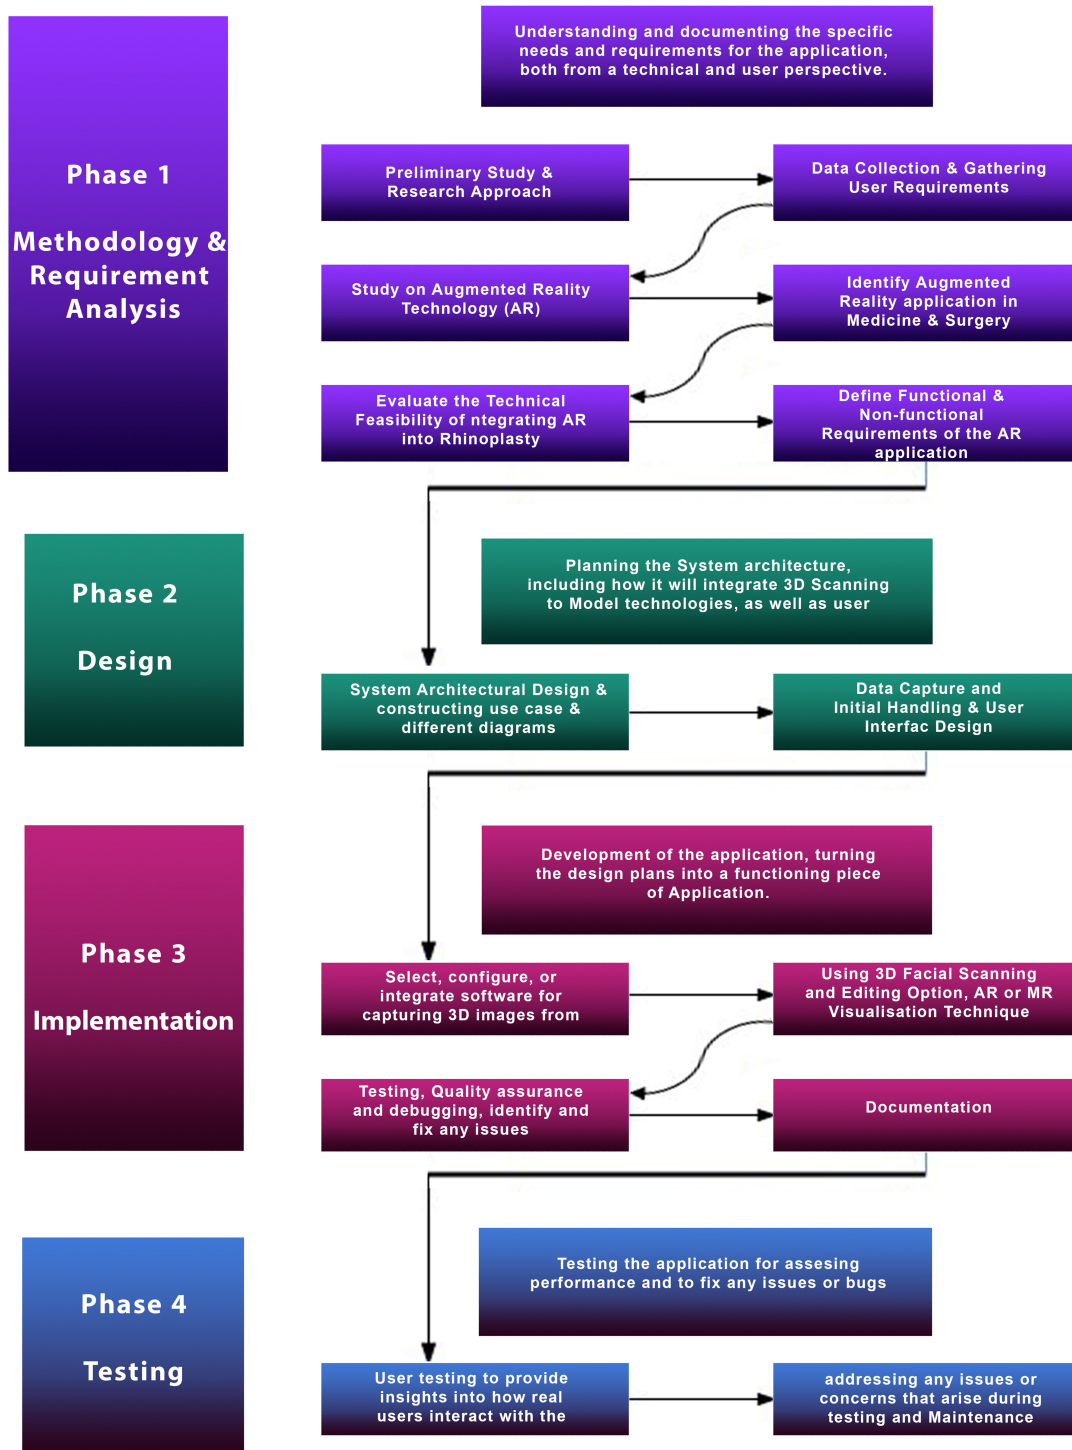 Phase 1
Methodology &
Requirement
Analysis
Understanding and documenting the specific
needs and requirements for the application,
both from a technical and user perspective.
Preliminary Study &
Research Approach
Data Collection & Gathering
User Requirements
Study on Augmented Reality
Technology (AR)
Identify Augmented
Reality application in
Medicine & Surgery
Evaluate the Technical
Feasibility of ntegrating AR
into Rhinoplasty
Define Functional &
Non-functional
Requirements of the AR
application
Phase 2
Design
Planning the System architecture,
including how it will integrate 3D Scanning
to Model technologies, as well as user
System Architectural Design &
constructing use case &
different diagrams
Data Capture and
Initial Handling & User
Interfac Design
Phase 3
Implementation
Development of the application, turning
the design plans into a functioning piece
of Application.
Select, configure, or
integrate software for
capturing 3D images from
Using 3D Facial Scanning
and Editing Option, AR or MR
Visualisation Technique
Testing, Quality assurance
and debugging, identify and
fix any issues
Documentation
Phase 4
Testing
Testing the application for assesing
performance and to fix any issues or bugs
User testing to provide
insights into how real
users interact with the
addressing any issues or
concerns that arise during
testing and Maintenance